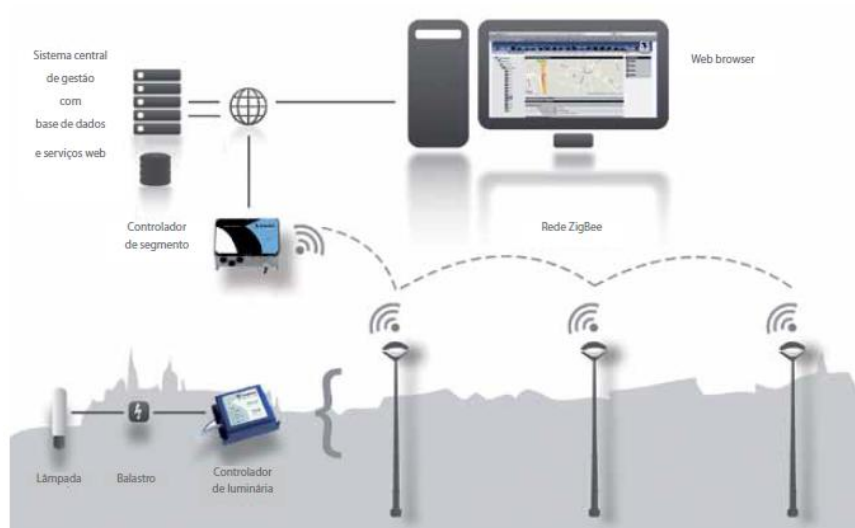 Sistema central
de gestão
com
base de dados
e serviços web
Web browser
Controlador
de segmento
Rede ZigBee
Lâmpada
Balastro
Controlador
de luminária